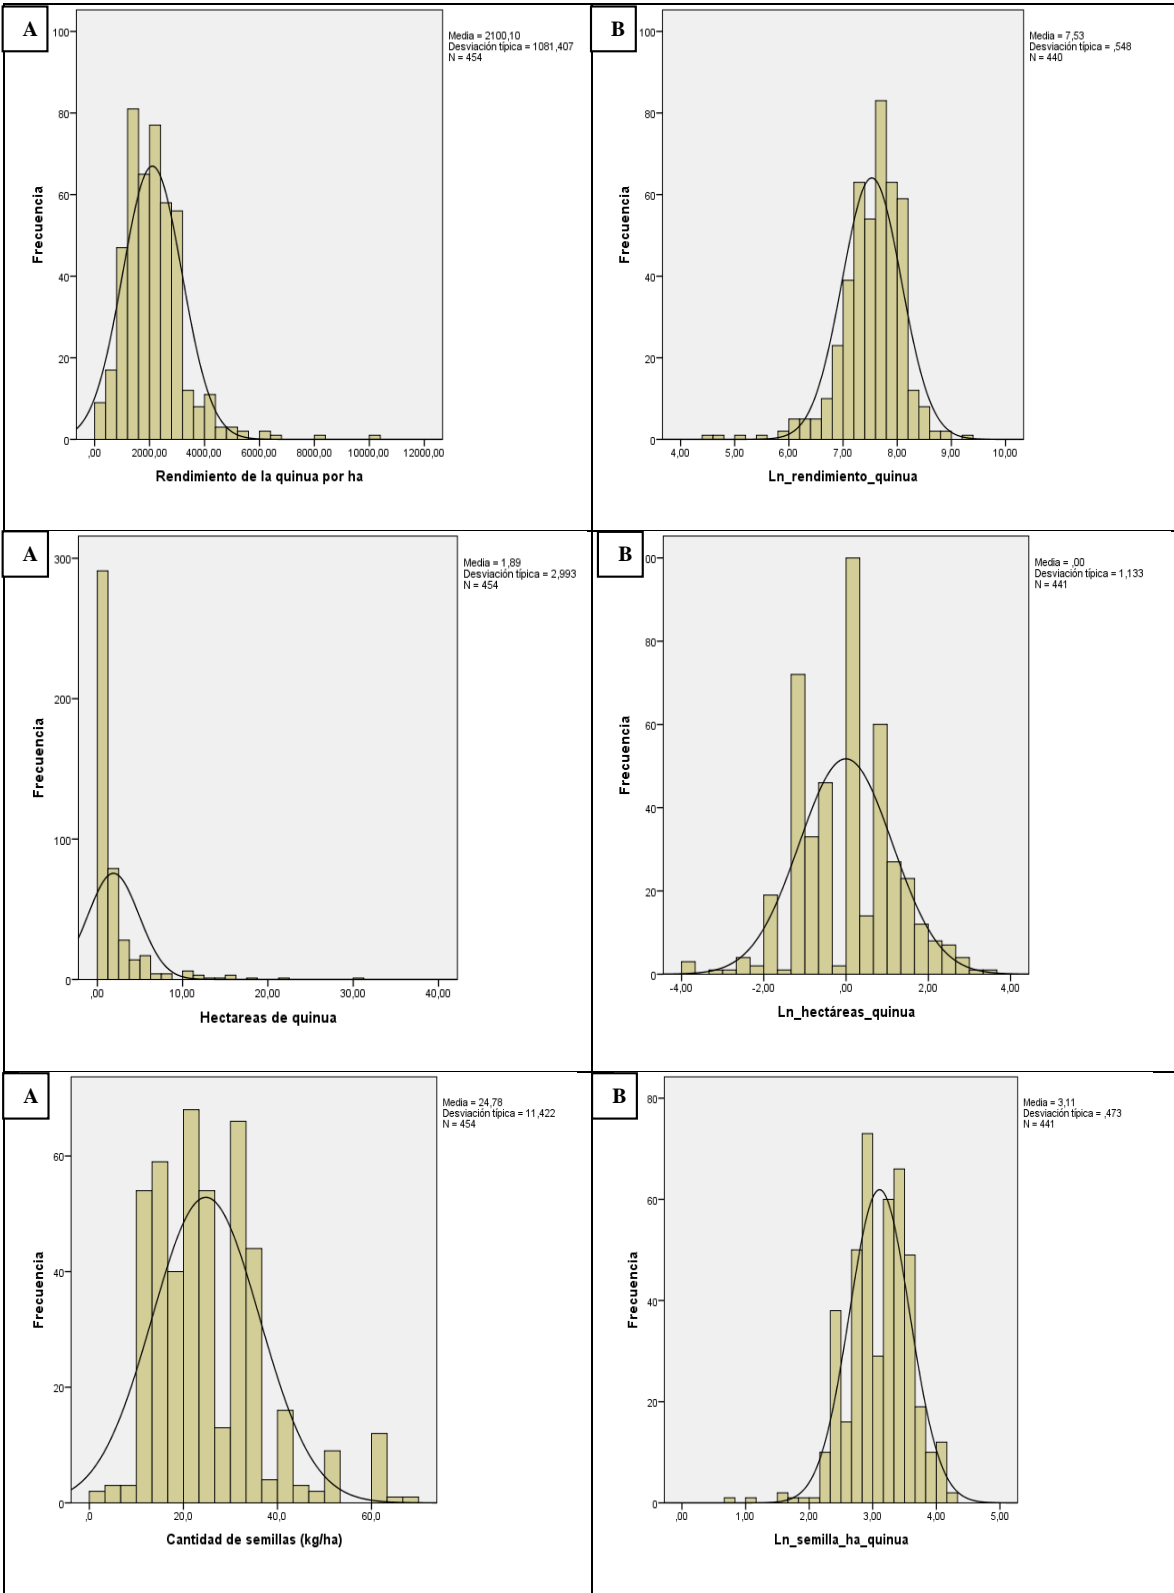 A
100
80
60
40
20
0
Frecuencia
,00 2000,00 4000,00 6000,00 8000,00 10000,00 12000,00
Rendimiento de la quinua por ha
Media = 2100,10
Desviación típica = 1081,407
N = 454
B
100
80
60
40
20
0
Frecuencia
4,00 5,00 6,00 7,00 8,00 9,00 10,00
Ln_rendimiento_quinua
Media = 7,53
Desviación típica = ,548
N = 440
A
300
200
100
0
Frecuencia
,00 10,00 20,00 30,00 40,00
Hectareas de quinua
Media = 1,89
Desviación típica = 2,993
N = 454
B
00
80
60
40
20
0
Frecuencia
-4,00 -2,00 ,00 2,00 4,00
Ln_hectáreas_quinua
Media = ,00
Desviación típica = 1,133
N = 441
A
60
40
20
0
Frecuencia
,0 20,0 40,0 60,0
Cantidad de semillas (kg/ha)
Media = 24,78
Desviación típica = 11,422
N = 454
B
80
60
40
20
0
Frecuencia
,00 1,00 2,00 3,00 4,00 5,00
Ln_semilla_ha_quinua
Media = 3,11
Desviación típica = ,473
N = 441